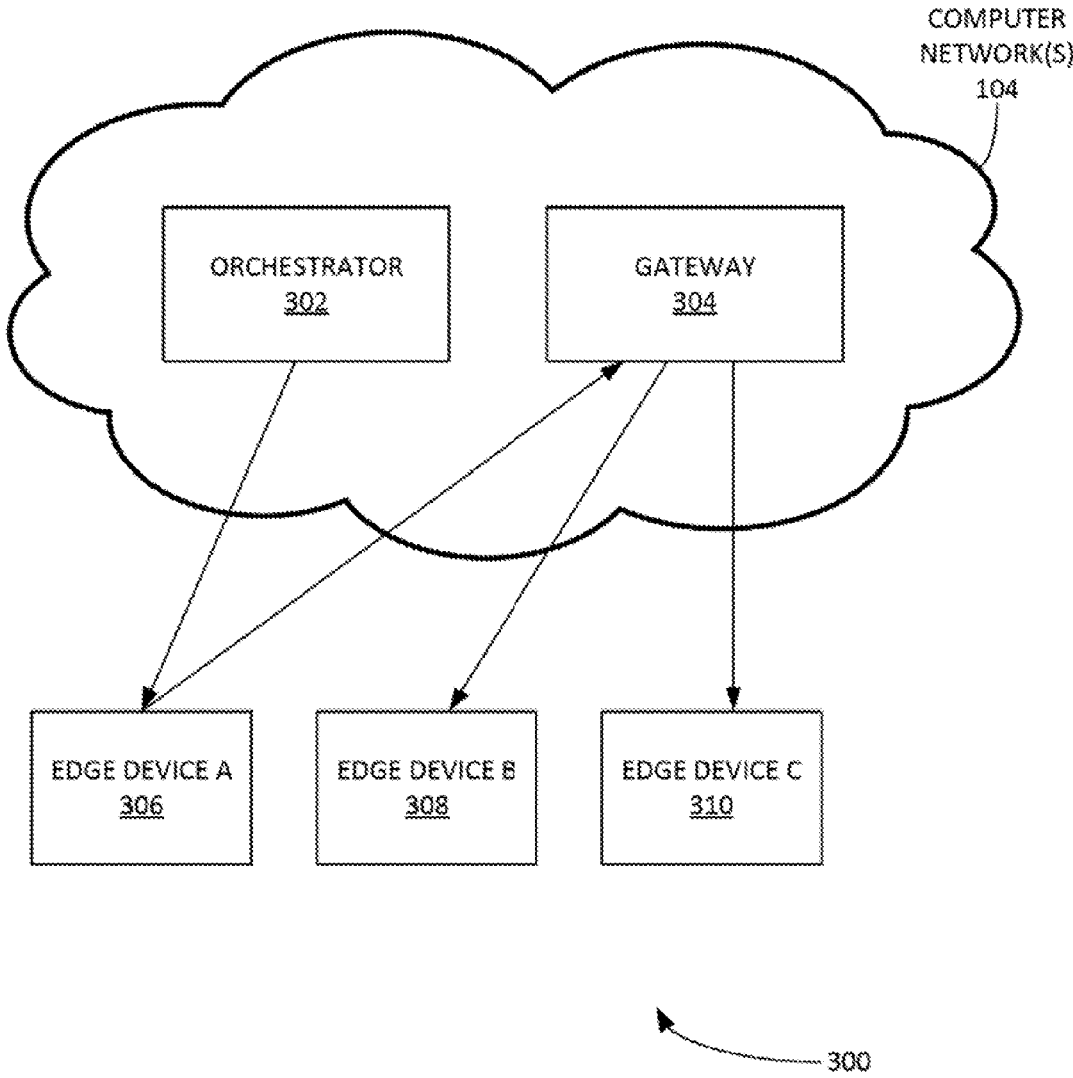 COMPUTER
NETWORK(S)
104
ORCHESTRATOR
302
GATEWAY
304
EDGE DEVICE A
306
EDGE DEVICE B
308
EDGE DEVICE C
310
300